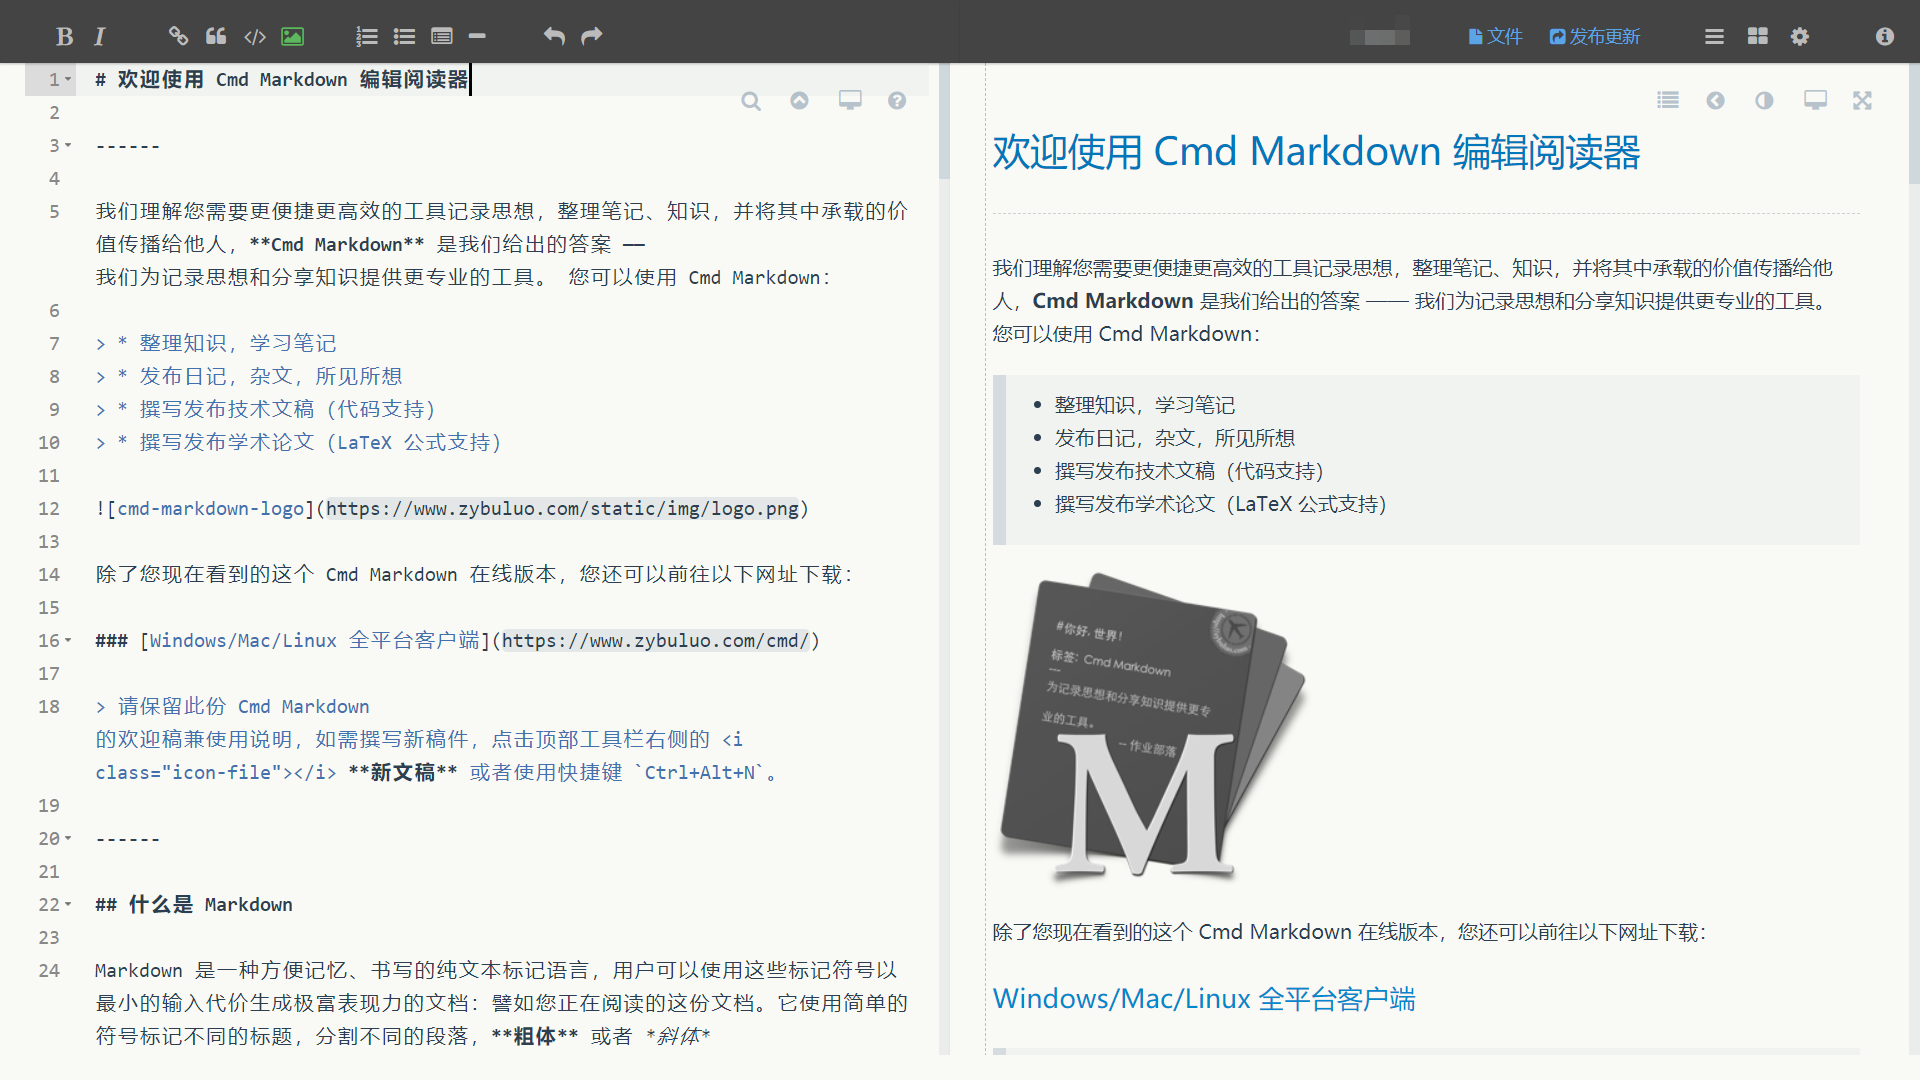 B I
文件 发布更新
1 # 欢迎使用 Cmd Markdown 编辑阅读器
2
3 ------
4
5 我们理解您需要更便捷更高效的工具记录思想，整理笔记、知识，并将其中承载的价
值传播给他人，**Cmd Markdown** 是我们给出的答案 ——
我们为记录思想和分享知识提供更专业的工具。 您可以使用 Cmd Markdown：
6
7 > * 整理知识，学习笔记
8 > * 发布日记，杂文，所见所想
9 > * 撰写发布技术文稿（代码支持）
10 > * 撰写发布学术论文（LaTeX 公式支持）
11
12 ![cmd-markdown-logo](https://www.zybuluo.com/static/img/logo.png)
13
14 除了您现在看到的这个 Cmd Markdown 在线版本，您还可以前往以下网址下载：
15
16 ### [Windows/Mac/Linux 全平台客户端](https://www.zybuluo.com/cmd/)
17
18 > 请保留此份 Cmd Markdown
的欢迎稿兼使用说明，如需撰写新稿件，点击顶部工具栏右侧的 <i
class="icon-file"></i> **新文稿** 或者使用快捷键 `Ctrl+Alt+N`。
19
20 ------
21
22 ## 什么是 Markdown
23
24 Markdown 是一种方便记忆、书写的纯文本标记语言，用户可以使用这些标记符号以
最小的输入代价生成极富表现力的文档：譬如您正在阅读的这份文档。它使用简单的
符号标记不同的标题，分割不同的段落，**粗体** 或者 *斜体*
欢迎使用 Cmd Markdown 编辑阅读器
我们理解您需要更便捷更高效的工具记录思想，整理笔记、知识，并将其中承载的价值传播给他
人，Cmd Markdown 是我们给出的答案 —— 我们为记录思想和分享知识提供更专业的工具。
您可以使用 Cmd Markdown：
• 整理知识，学习笔记
• 发布日记，杂文，所见所想
• 撰写发布技术文稿（代码支持）
• 撰写发布学术论文（LaTeX 公式支持）
#你好, 世界!
标签: Cmd Markdown
---
为记录思想和分享知识提供更专
业的工具。
-- 作业部落
M
除了您现在看到的这个 Cmd Markdown 在线版本，您还可以前往以下网址下载：
Windows/Mac/Linux 全平台客户端